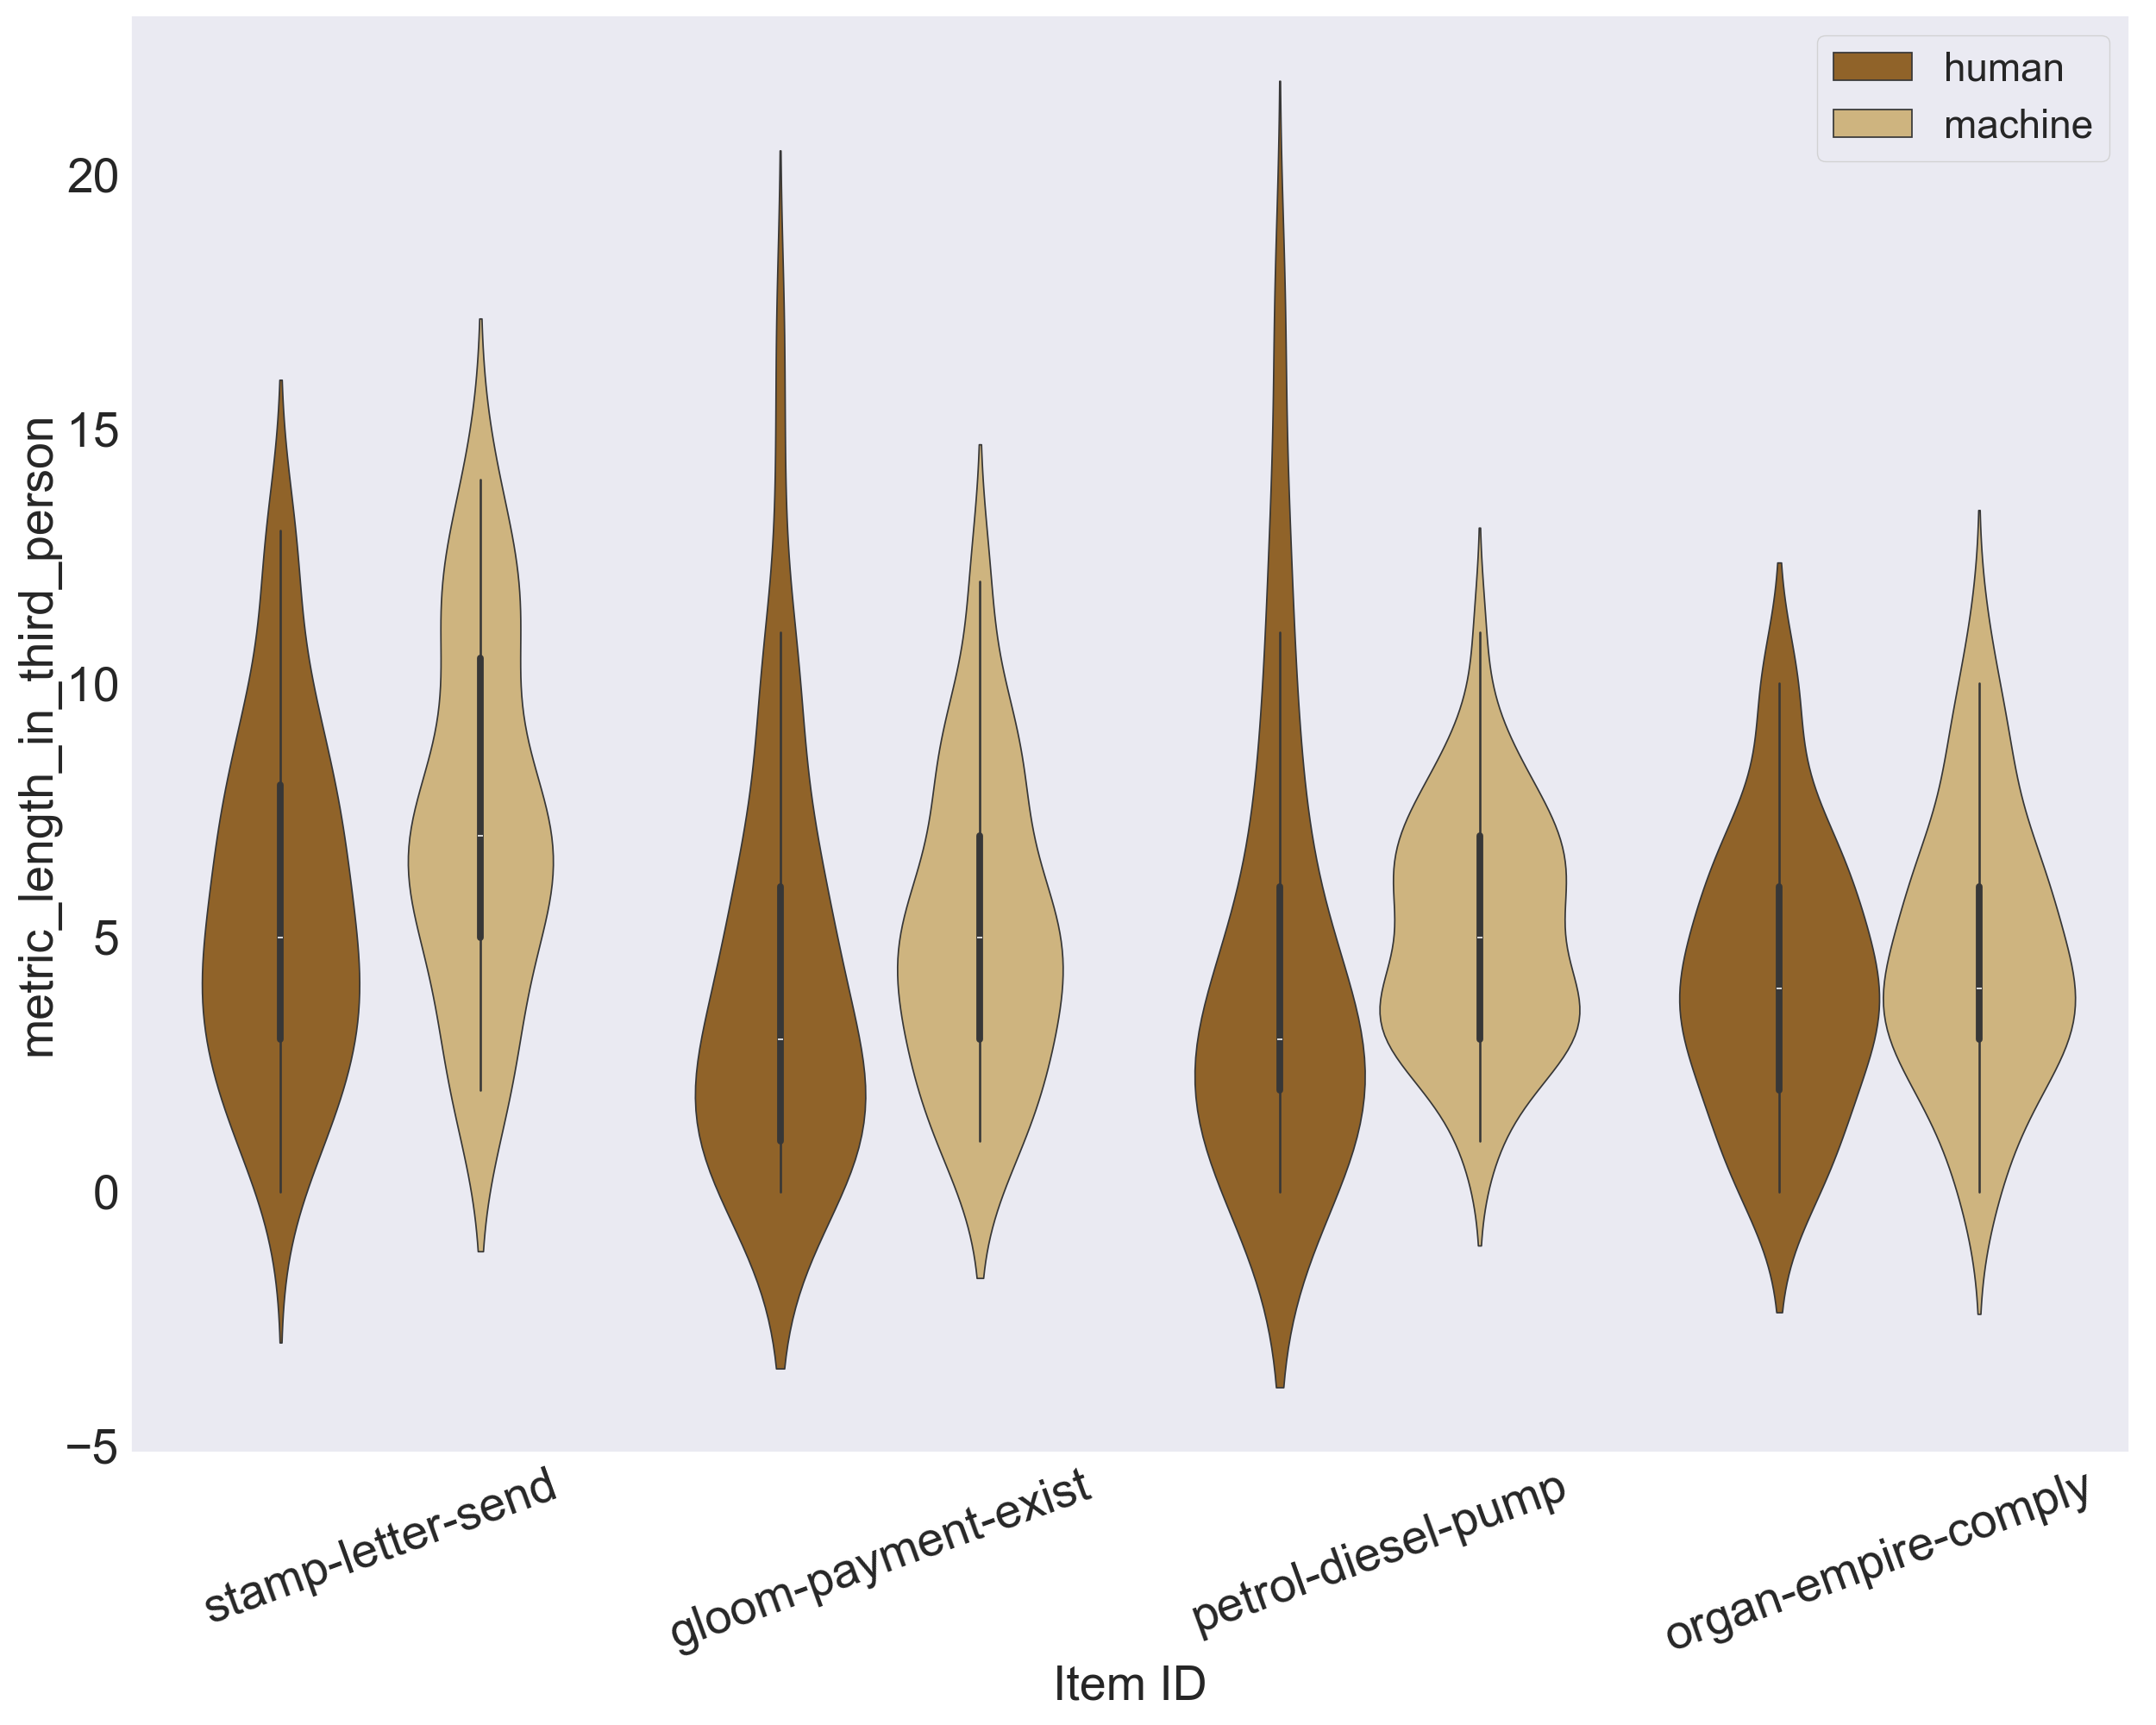 human
machine
20
15
10
5
0
−5
metric_length_in_third_person
stamp-letter-send
gloom-payment-exist
petrol-diesel-pump
organ-empire-comply
Item ID